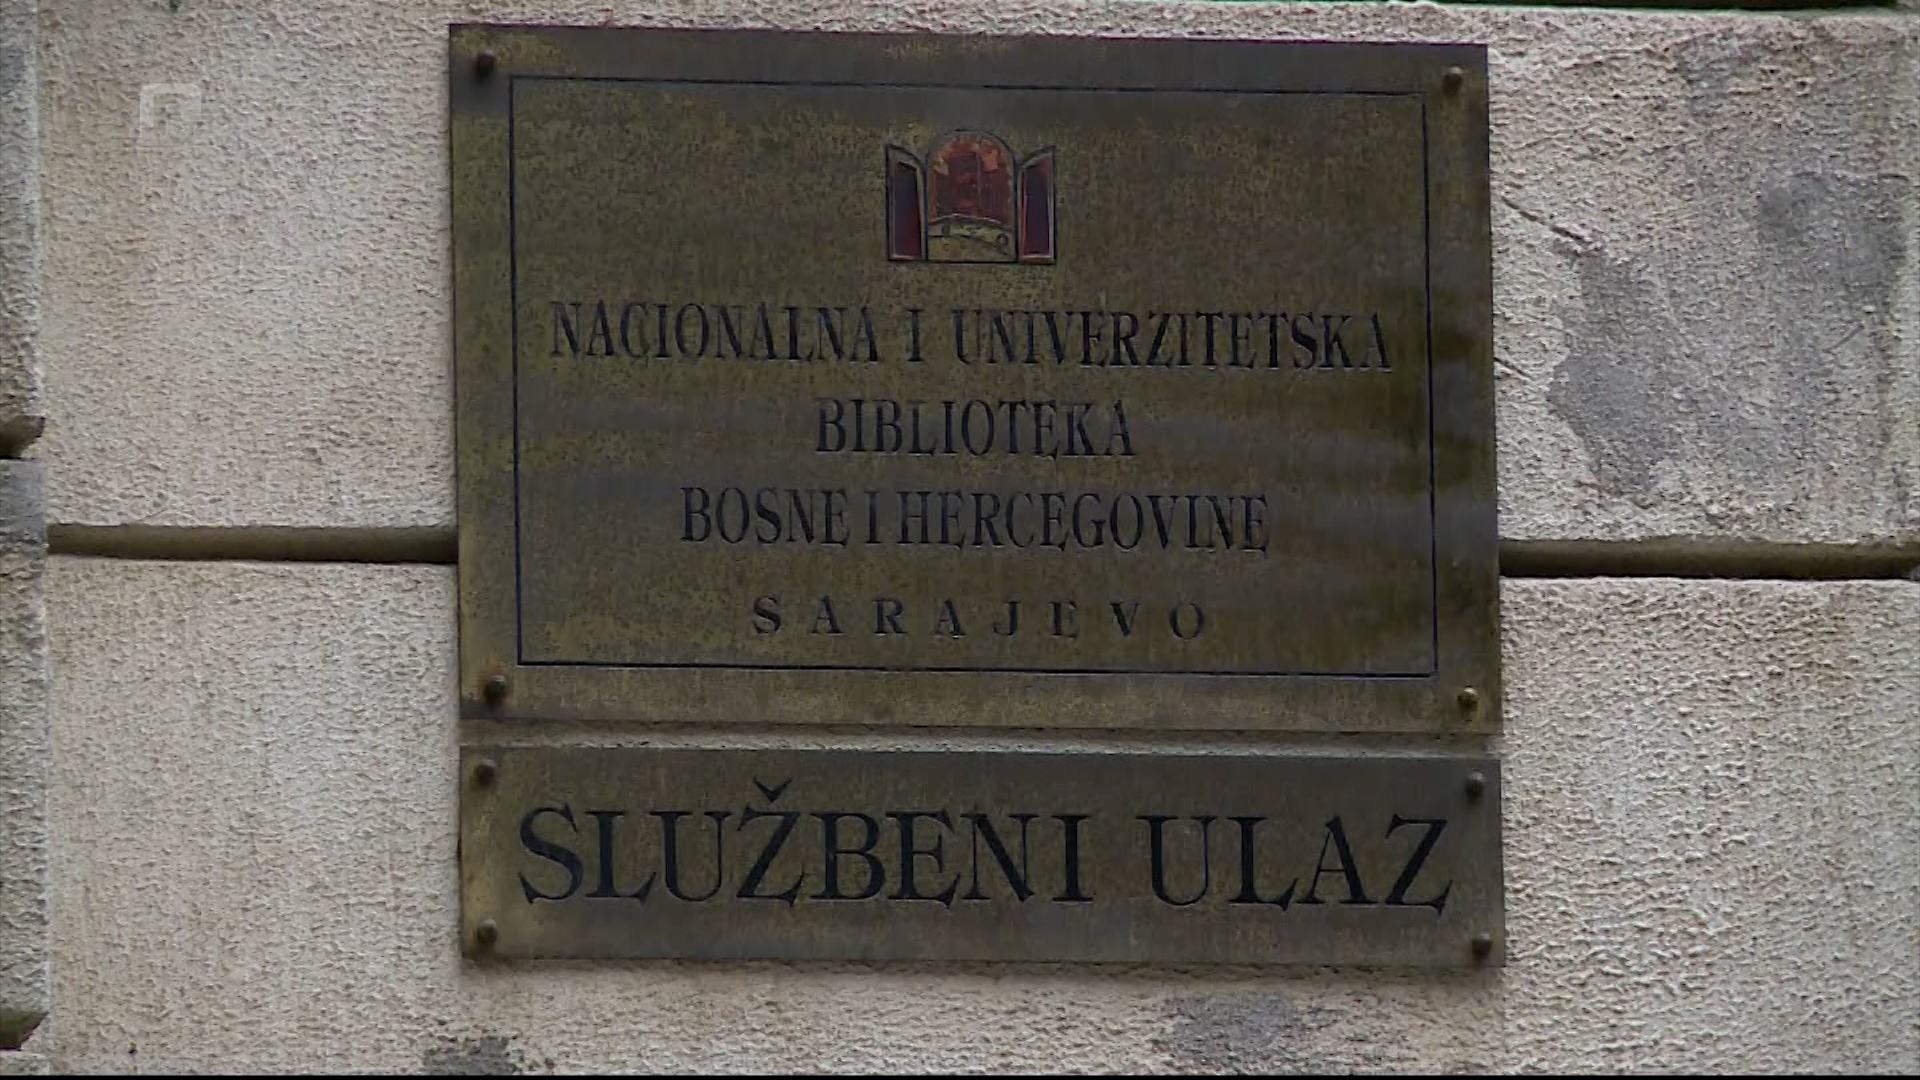 NACIONALNA I UNIVERZITETSKA
BIBLIOTEKA
BOSNE I HERCEGOVINE
SARAJEVO
SLUŽBENI ULAZ